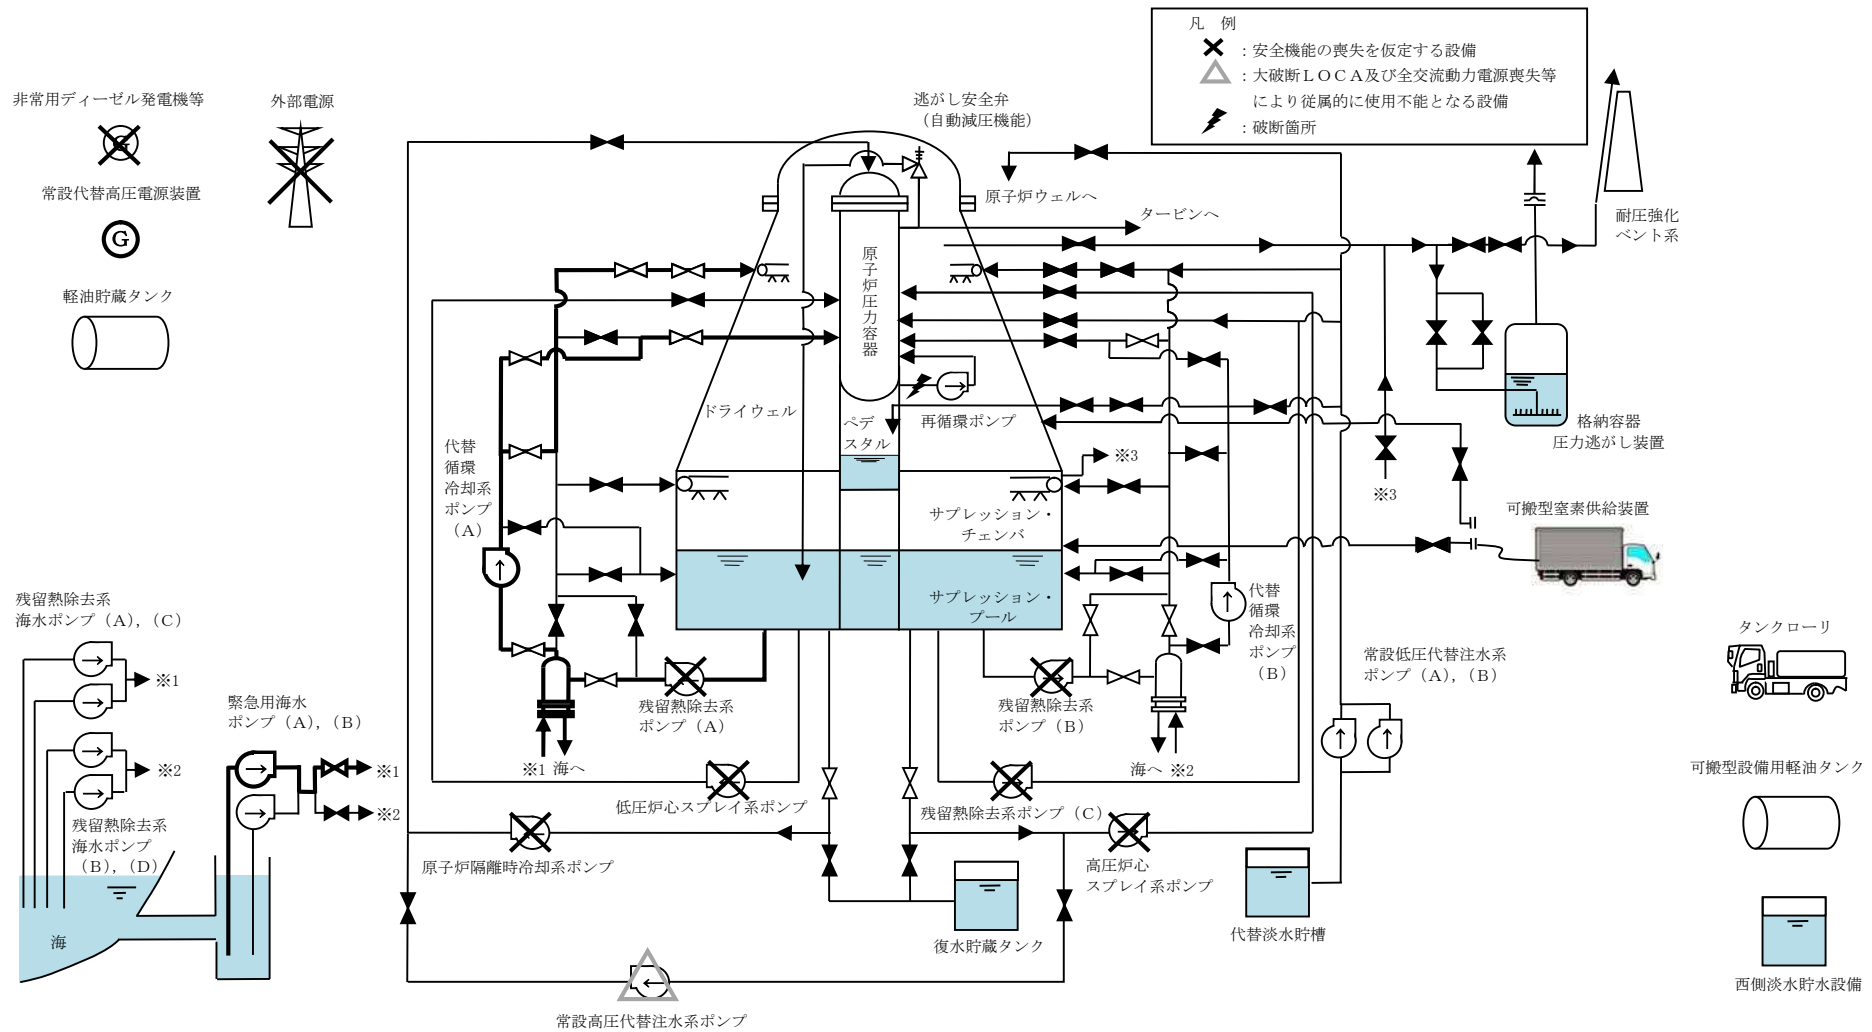 凡　例
：安全機能の喪失を仮定する設備
：大破断ＬＯＣＡ及び全交流動力電源喪失等
により従属的に使用不能となる設備
：破断箇所
非常用ディーゼル発電機等
G
外部電源
常設代替高圧電源装置
G
軽油貯蔵タンク
逃がし安全弁
（自動減圧機能）
原子炉ウェルへ
タービンへ
耐圧強化
ベント系
原子炉圧力容器
ドライウェル
ペデ
スタル
再循環ポンプ
代替
循環
冷却系
ポンプ
（A）
※3
※3
格納容器
圧力逃がし装置
可搬型窒素供給装置
サプレッション・
チェンバ
サプレッション・
プール
代替
循環
冷却系
ポンプ
（B）
残留熱除去系
海水ポンプ（A），（C）
※1
※2
残留熱除去系
海水ポンプ
（B），（D）
海
緊急用海水
ポンプ（A），（B）
※1
※2
残留熱除去系
ポンプ（A）
※1 海へ
残留熱除去系
ポンプ（B）
海へ ※2
常設低圧代替注水系
ポンプ（A），（B）
タンクローリ
可搬型設備用軽油タンク
低圧炉心スプレイ系ポンプ
残留熱除去系ポンプ（C）
原子炉隔離時冷却系ポンプ
高圧炉心
スプレイ系ポンプ
復水貯蔵タンク
代替淡水貯槽
西側淡水貯水設備
常設高圧代替注水系ポンプ